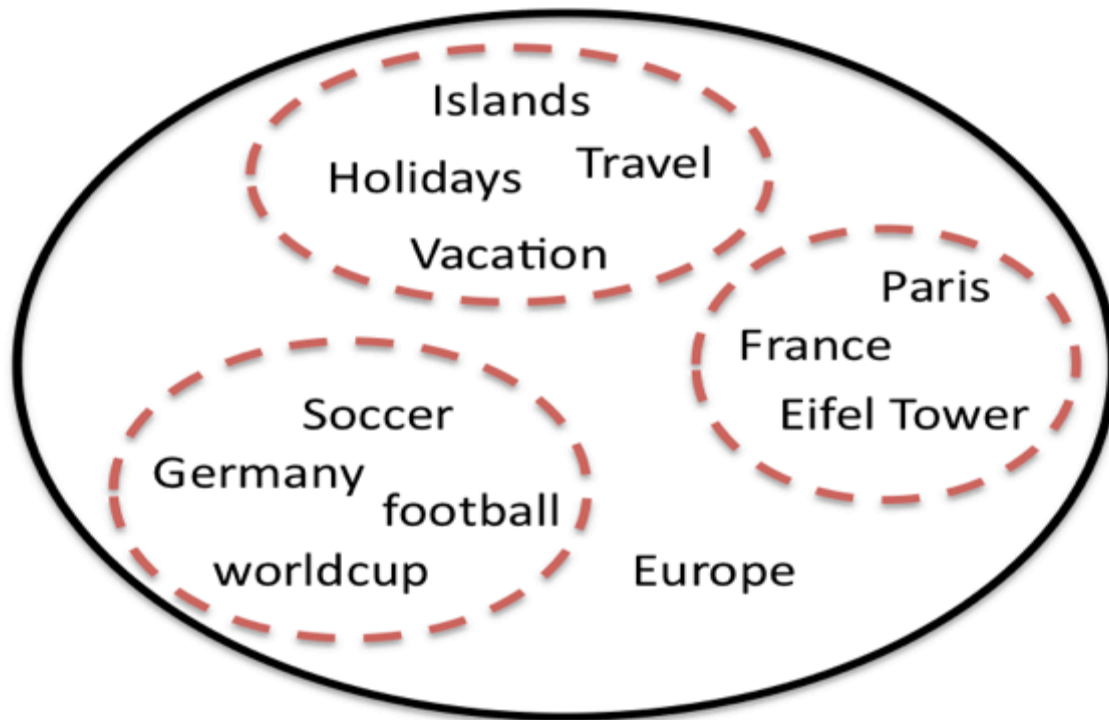 Islands
Holidays
Travel
Vacation
Paris
France
Eifel Tower
Soccer
Germany
football
worldcup
Europe